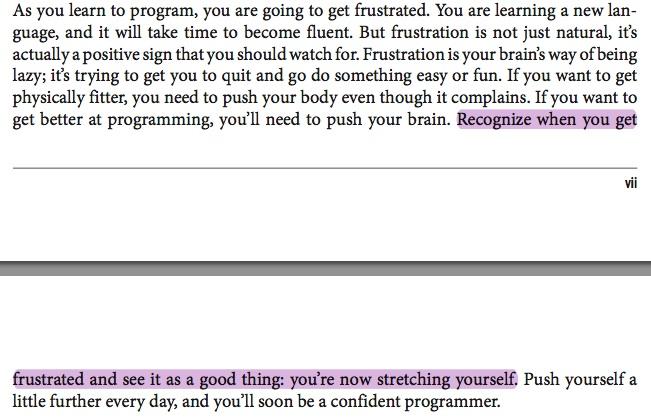 As you learn to program, you are going to get frustrated. You are learning a new lan-
guage, and it will take time to become fluent. But frustration is not just natural, it’s
actually a positive sign that you should watch for. Frustration is your brain’s way of being
lazy; it’s trying to get you to quit and go do something easy or fun. If you want to get
physically fitter, you need to push your body even though it complains. If you want to
get better at programming, you’ll need to push your brain. Recognize when you get
vii
frustrated and see it as a good thing: you’re now stretching yourself. Push yourself a
little further every day, and you’ll soon be a confident programmer.